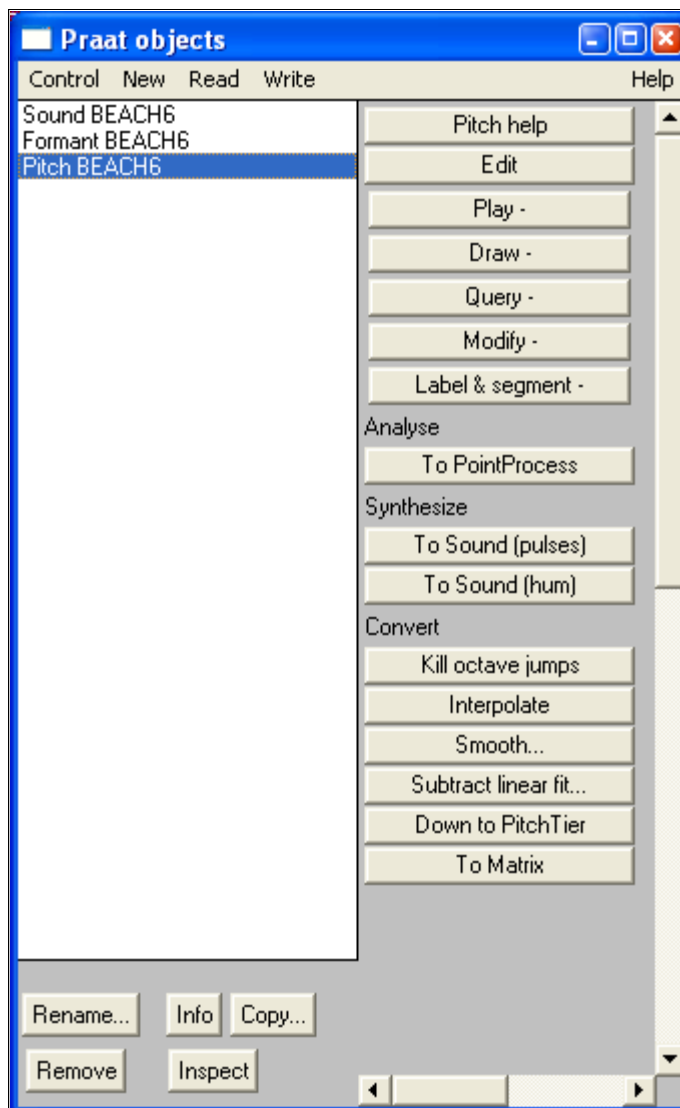 Praat objects
Control New Read Write Help
Sound BEACH6
Formant BEACH6
Pitch BEACH6
Pitch help
Edit
Play -
Draw -
Query -
Modify -
Label & segment -
Analyse
To PointProcess
Synthesize
To Sound (pulses)
To Sound (hum)
Convert
Kill octave jumps
Interpolate
Smooth...
Subtract linear fit...
Down to PitchTier
To Matrix
Rename... Info Copy...
Remove Inspect